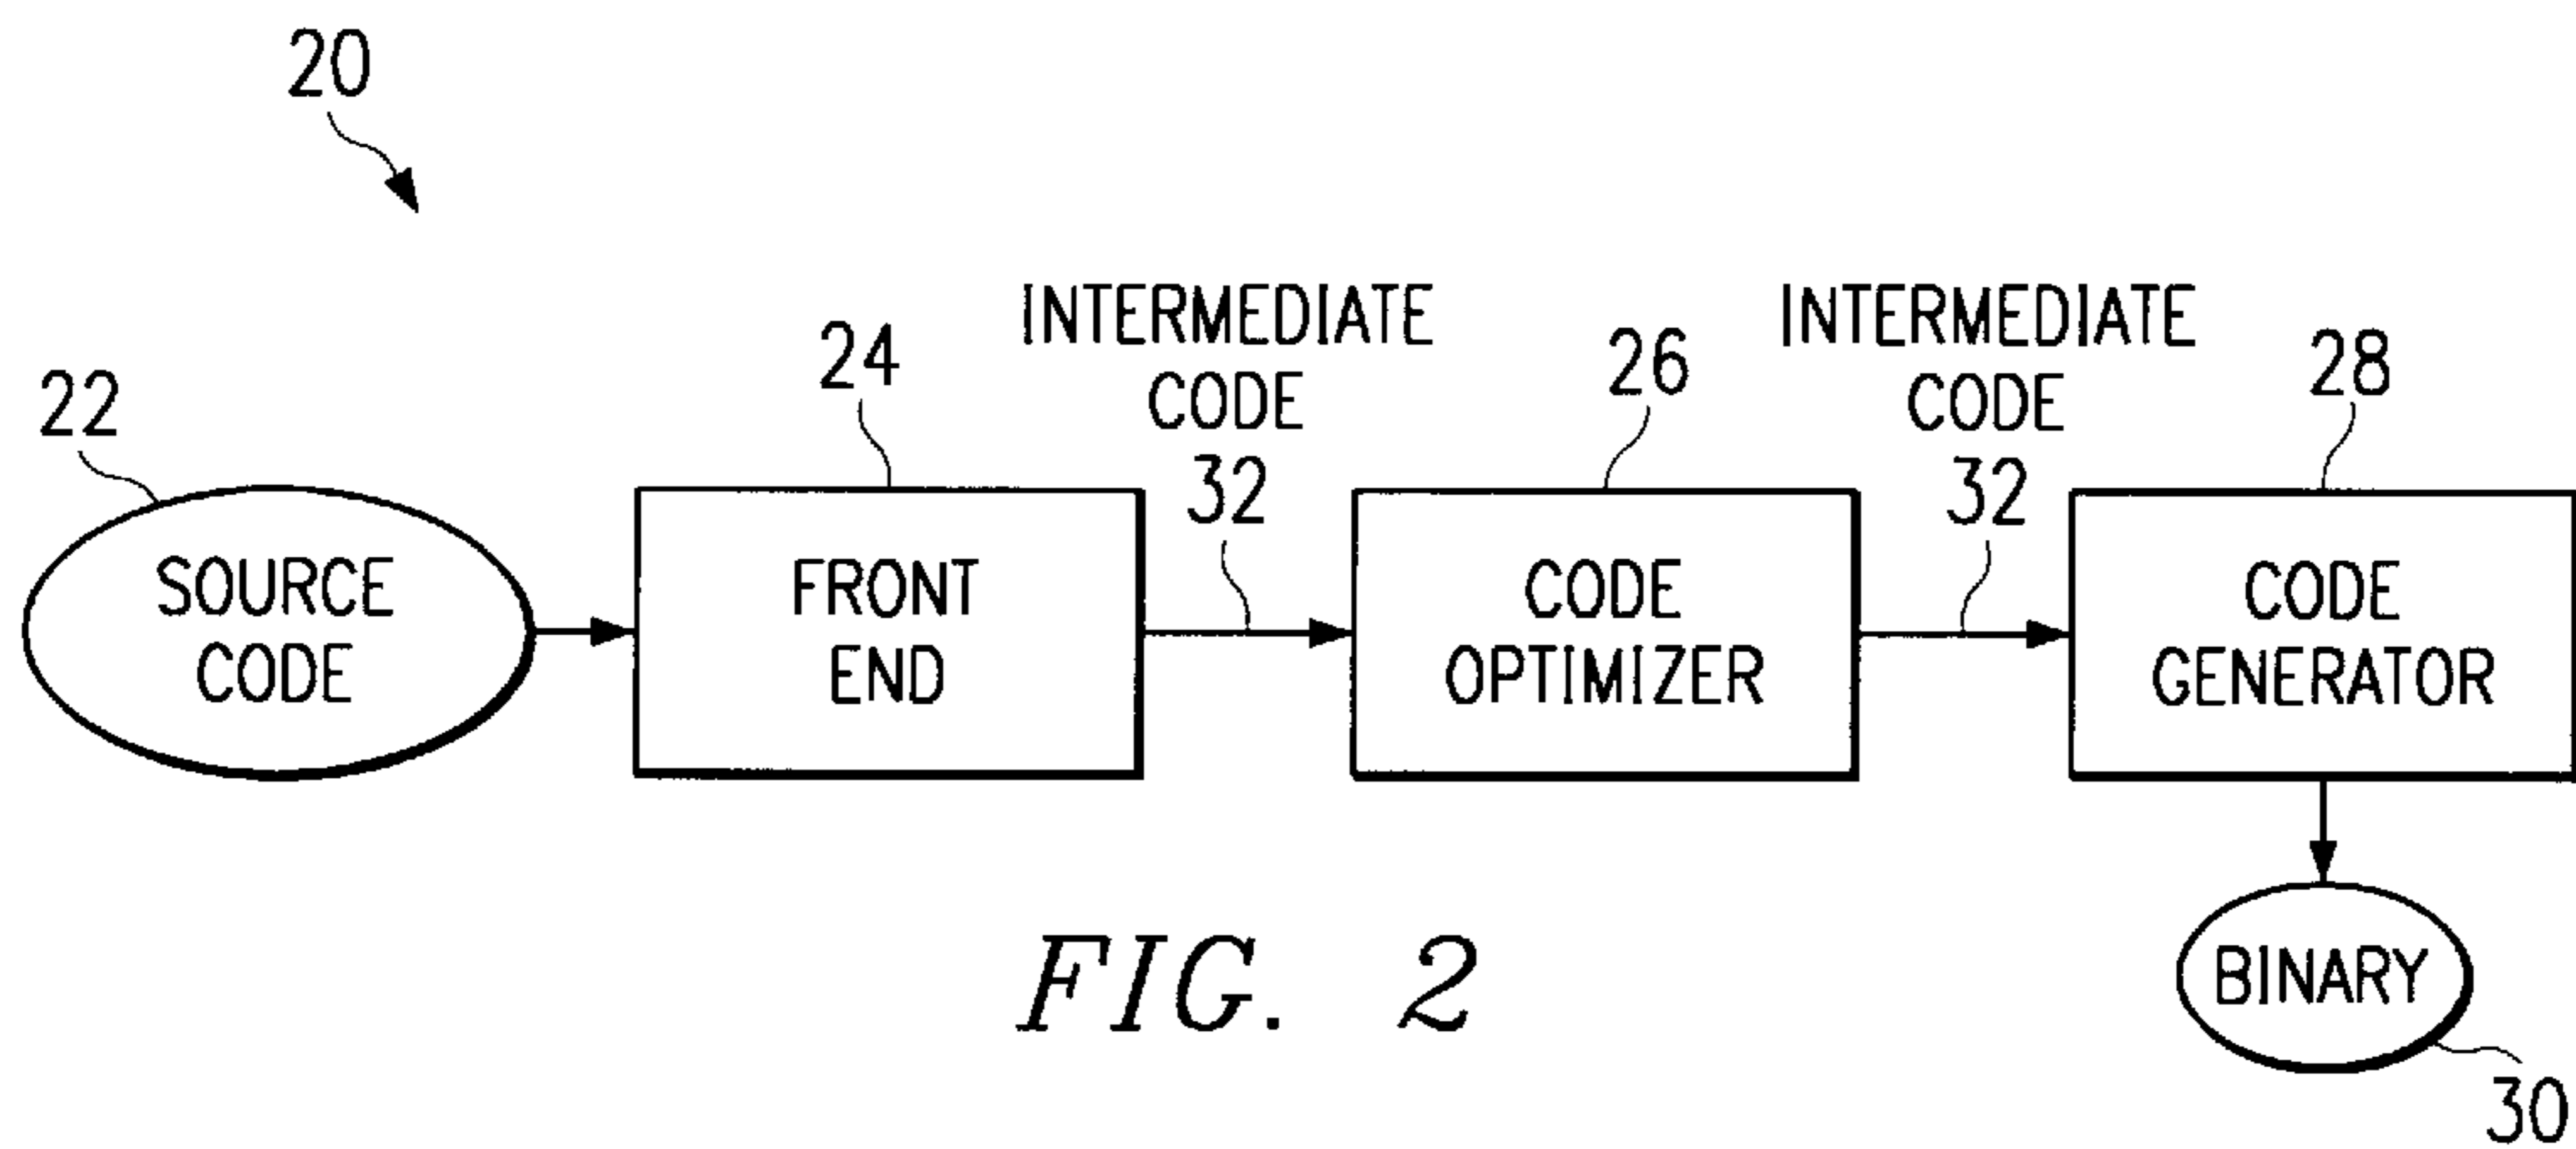 20
22
SOURCE
CODE
24
FRONT
END
INTERMEDIATE
CODE
32
26
CODE
OPTIMIZER
INTERMEDIATE
CODE
32
28
CODE
GENERATOR
BINARY
30
FIG. 2